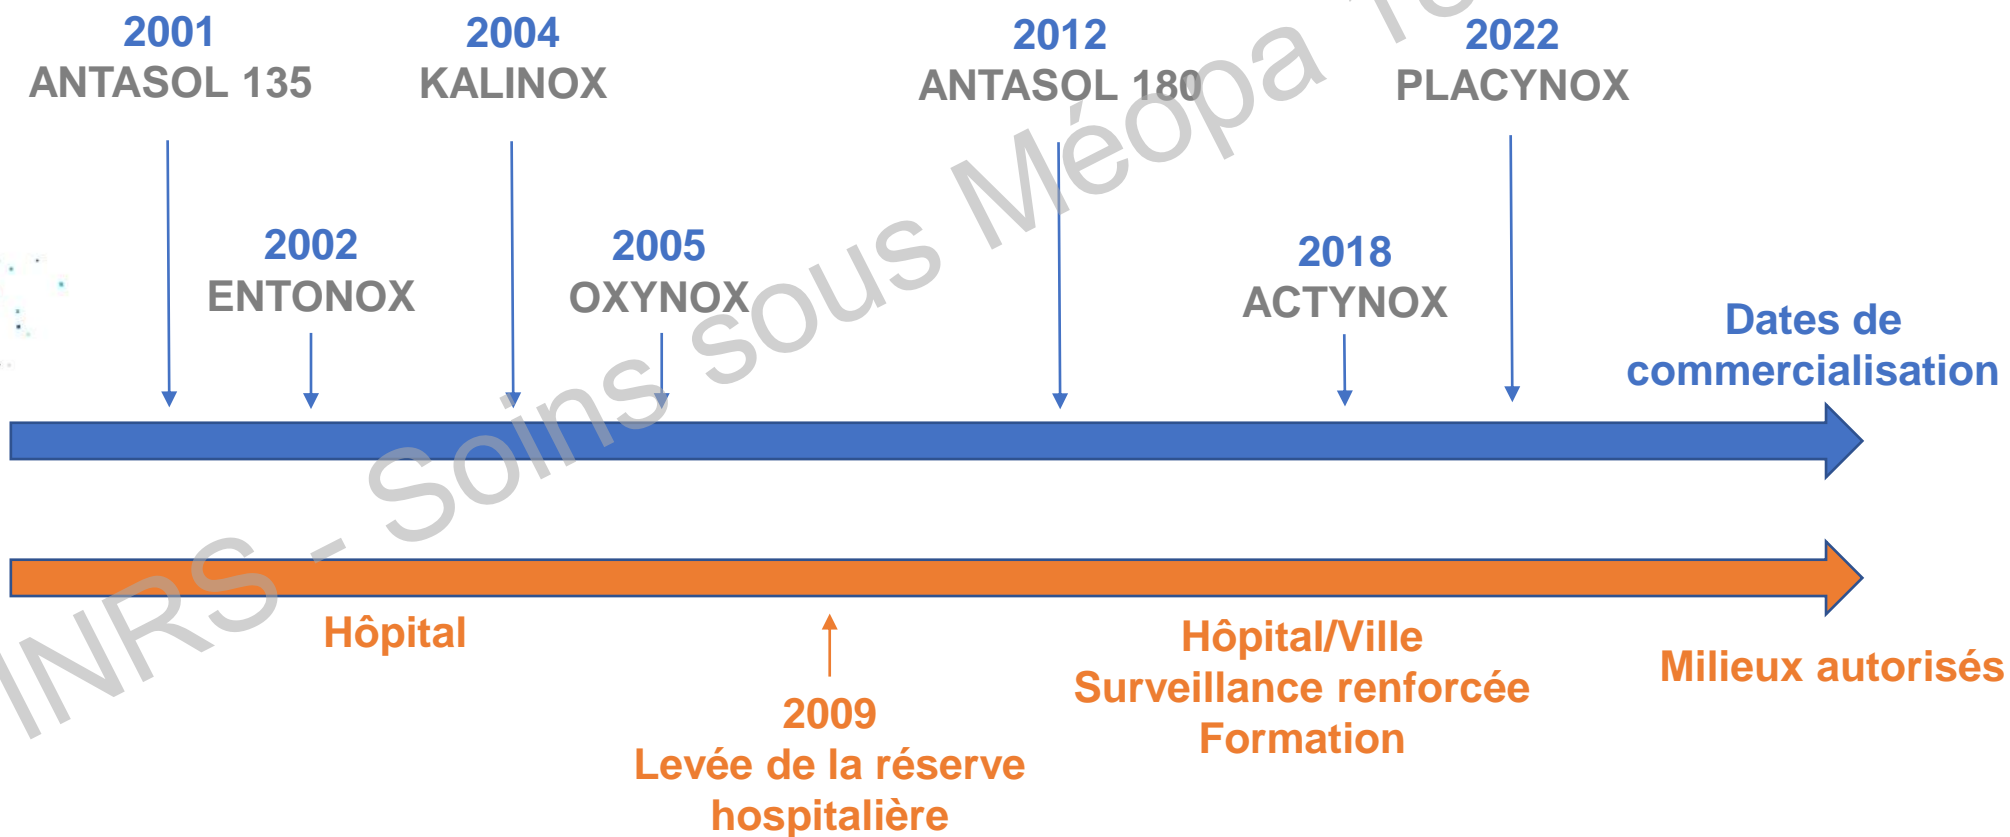 2001
ANTASOL 135
2004
KALINOX
2012
ANTASOL 180
2022
PLACYNOX
2002
ENTONOX
2005
OXYNOX
2018
ACTYNOX
Dates de
commercialisation
Hôpital
2009
Levée de la réserve
hospitalière
Hôpital/Ville
Surveillance renforcée
Formation
Milieux autorisés
INRS - Soins sous Méopa